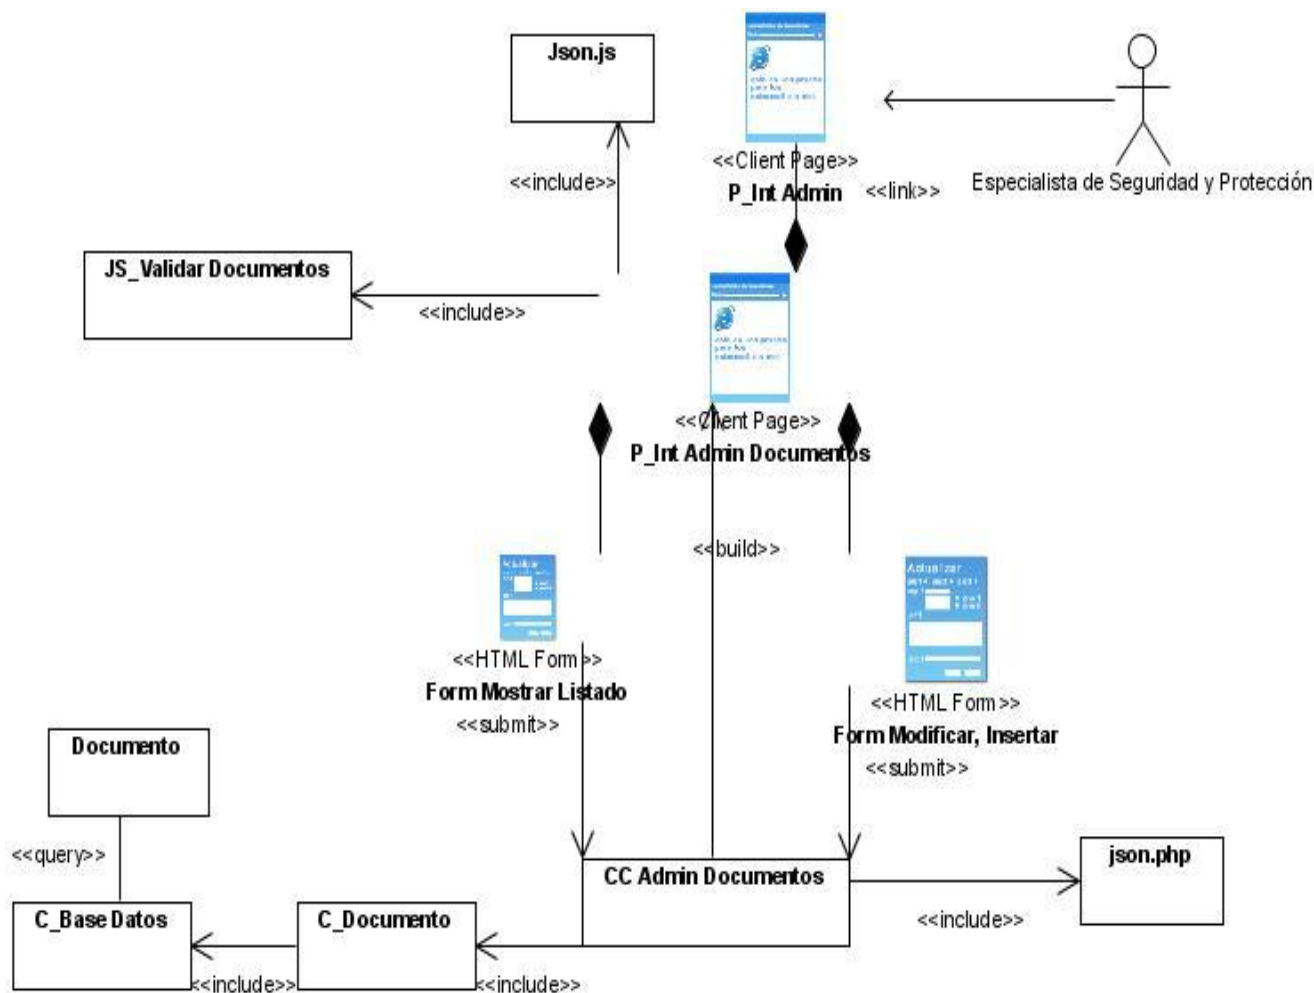 Json.js
<<Client Page>>
P_Int Admin
<<link>>
Especialista de Seguridad y Protección
<<include>>
JS_Validar Documentos
<<include>>
<<Client Page>>
P_Int Admin Documentos
<<build>>
Actualizar
<<HTML Form>>
Form Mostrar Listado
<<submit>>
Actualizar
<<HTML Form>>
Form Modificar, Insertar
<<submit>>
Documento
<<query>>
CC Admin Documentos
json.php
<<include>>
C_Base Datos
C_Documento
<<include>>
<<include>>